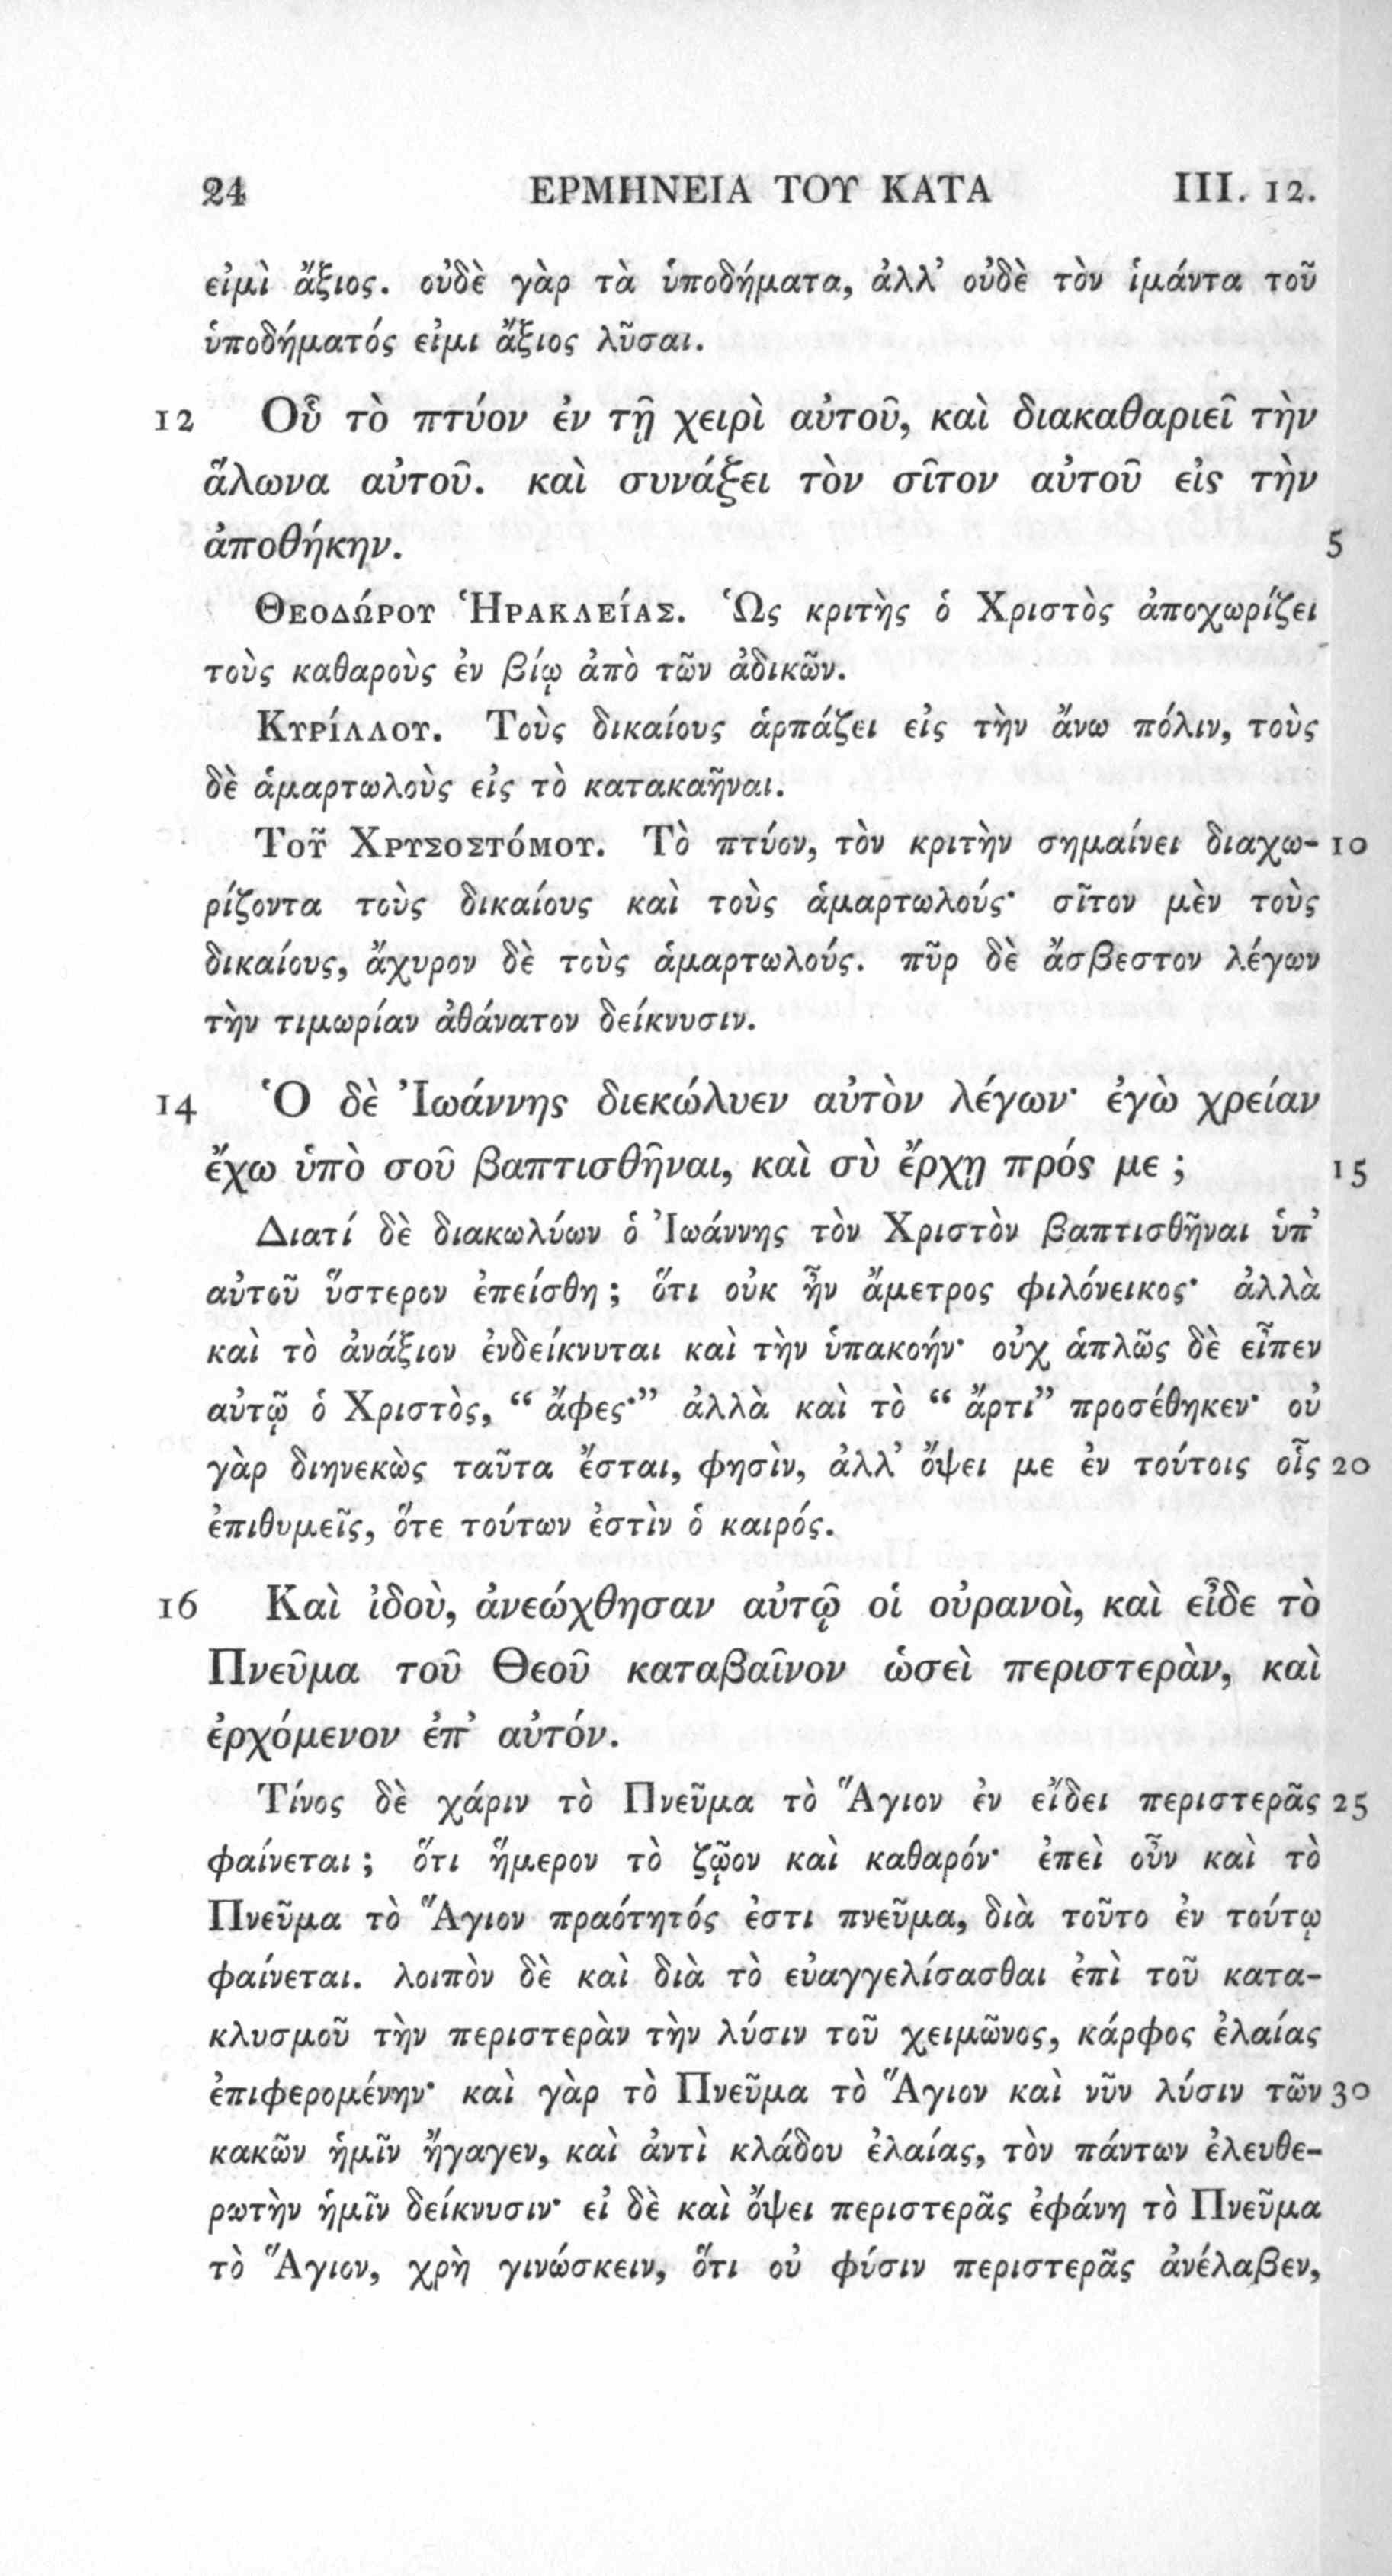 24 ΕΡΜΗΝΕΙΑ ΤΟΥ ΚΑΤΑ III. 12.
εἰμὶ ἄξιος. οὐδὲ γὰρ τὰ ὑποδήματα, ἀλλ’ οὐδὲ τὸν ἱμάντα τοῦ
ὑποδήματός εἰμι ἄξιος λῦσαι.
12 Οὗ τὸ πτύον ἐν τῇ χειρὶ αὐτοῦ, καὶ διακαθαριεῖ τὴν
ἅλωνα αὐτοῦ. καὶ συνάξει τὸν σῖτον αὐτοῦ εἰς τὴν
ἀποθήκην. 5
Θεοδώρου Ἡρακλείας. Ὡς κριτὴς ὁ Χριστὸς ἀποχωρίζει
τοὺς καθαροὺς ἐν βίῳ ἀπὸ τῶν ἀδικῶν.
Κυρίλλου. Τοὺς δικαίους ἁρπάζει εἰς τὴν ἄνω πόλιν, τοὺς
δὲ ἁμαρτωλοὺς εἰς τὸ κατακαῆναι.
Τοῦ Χρυσοστόμου. Τὸ πτύον, τὸν κριτὴν σημαίνει διαχω- 10
ρίζοντα τοὺς δικαίους καὶ τοὺς ἁμαρτωλούς· σῖτον μὲν τοὺς
δικαίους, ἄχυρον δὲ τοὺς ἁμαρτωλούς. πῦρ δὲ ἄσβεστον λέγων
τὴν τιμωρίαν ἀθάνατον δείκνυσιν.
14 Ὁ δὲ Ἰωάννης διεκώλυεν αὐτὸν λέγων· ἐγὼ χρείαν
ἔχω ὑπὸ σοῦ βαπτισθῆναι, καὶ σὺ ἔρχῃ πρός με ; 15
Διατί δὲ διακωλύων ὁ Ἰωάννης τὸν Χριστὸν βαπτισθῆναι ὑπ’
αὐτοῦ ὕστερον ἐπείσθη ; ὅτι οὐκ ἦν ἄμετρος φιλόνεικος· ἀλλὰ
καὶ τὸ ἀνάξιον ἐνδείκνυται καὶ τὴν ὑπακοήν· οὐχ ἁπλῶς δὲ εἶπεν
αὐτῷ ὁ Χριστὸς, “ ἄφες·” ἀλλὰ καὶ τὸ “ ἄρτι” προσέθηκεν· οὐ
γὰρ διηνεκὼς ταῦτα ἔσται, φησὶν, ἀλλ’ ὄψει με ἐν τούτοις οἷς 20
ἐπιθυμεῖς, ὅτε τούτων ἐστὶν ὁ καιρός.
16 Καὶ ἰδοὺ, ἀνεώχθησαν αὐτῷ οἱ οὐρανοὶ, καὶ εἶδε τὸ
Πνεῦμα τοῦ Θεοῦ καταβαῖνον ὡσεὶ περιστερὰν, καὶ
ἐρχόμενον ἐπ’ αὐτόν.
Τίνος δὲ χάριν τὸ Πνεῦμα τὸ Ἅγιον ἐν εἴδει περιστερᾶς 25
φαίνεται ; ὅτι ἥμερον τὸ ζῷον καὶ καθαρόν· ἐπεὶ οὖν καὶ τὸ
Πνεῦμα τὸ Ἅγιον πραότητός ἐστι πνεῦμα, διὰ τοῦτο ἐν τούτῳ
φαίνεται. λοιπὸν δὲ καὶ διὰ τὸ εὐαγγελίσασθαι ἐπὶ τοῦ κατα-
κλυσμοῦ τὴν περιστερὰν τὴν λύσιν τοῦ χειμῶνος, κάρφος ἐλαίας
ἐπιφερομένην· καὶ γὰρ τὸ Πνεῦμα τὸ Ἅγιον καὶ νῦν λύσιν τῶν 30
κακῶν ἡμῖν ἤγαγεν, καὶ ἀντὶ κλάδου ἐλαίας, τὸν πάντων ἐλευθε-
ρωτὴν ἡμῖν δείκνυσιν· εἰ δὲ καὶ ὄψει περιστερᾶς ἐφάνη τὸ Πνεῦμα
τὸ Ἅγιον, χρὴ γινώσκειν, ὅτι οὐ φύσιν περιστερᾶς ἀνέλαβεν,